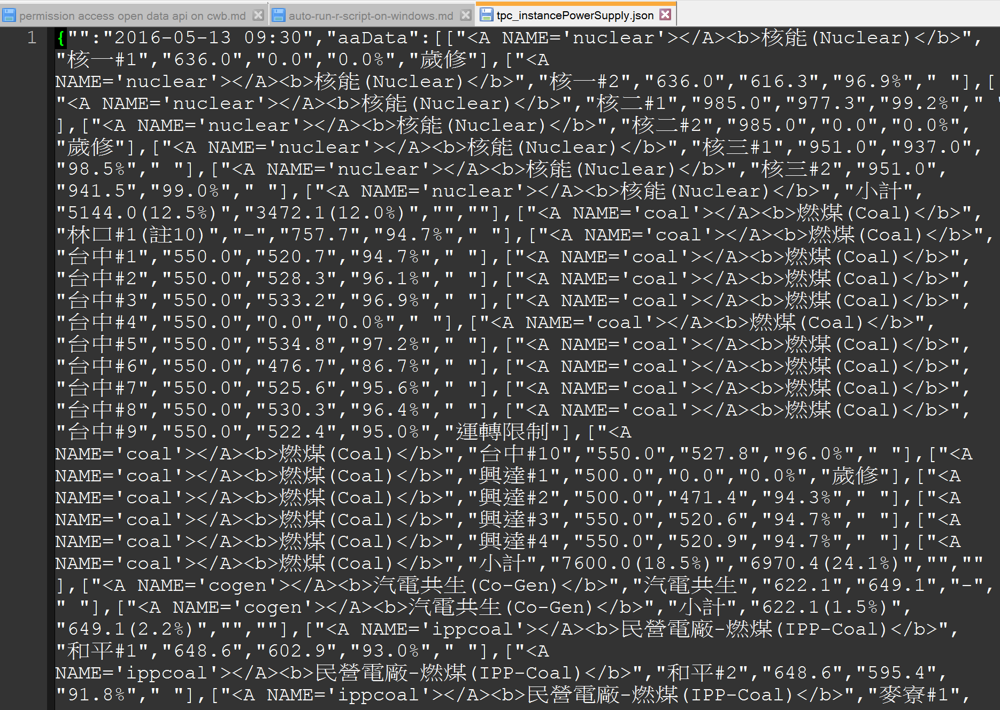 permission access open data api on cwb.md auto-run-r-script-on-windows.md tpc_instancePowerSupply.json
1 {"":"2016-05-13 09:30","aaData":[["<A NAME='nuclear'></A><b>核能(Nuclear)</b>",
"核一#1","636.0","0.0","0.0%","歲修"],["<A
NAME='nuclear'></A><b>核能(Nuclear)</b>","核一#2","636.0","616.3","96.9%"," "],[
"<A NAME='nuclear'></A><b>核能(Nuclear)</b>","核二#1","985.0","977.3","99.2%"," "
],["<A NAME='nuclear'></A><b>核能(Nuclear)</b>","核二#2","985.0","0.0","0.0%",
"歲修"],["<A NAME='nuclear'></A><b>核能(Nuclear)</b>","核三#1","951.0","937.0",
"98.5%"," "],["<A NAME='nuclear'></A><b>核能(Nuclear)</b>","核三#2","951.0",
"941.5","99.0%"," "],["<A NAME='nuclear'></A><b>核能(Nuclear)</b>","小計",
"5144.0(12.5%)","3472.1(12.0%)","",""],["<A NAME='coal'></A><b>燃煤(Coal)</b>",
"林口#1(註10)","-","757.7","94.7%"," "],["<A NAME='coal'></A><b>燃煤(Coal)</b>",
"台中#1","550.0","520.7","94.7%"," "],["<A NAME='coal'></A><b>燃煤(Coal)</b>",
"台中#2","550.0","528.3","96.1%"," "],["<A NAME='coal'></A><b>燃煤(Coal)</b>",
"台中#3","550.0","533.2","96.9%"," "],["<A NAME='coal'></A><b>燃煤(Coal)</b>",
"台中#4","550.0","0.0","0.0%"," "],["<A NAME='coal'></A><b>燃煤(Coal)</b>",
"台中#5","550.0","534.8","97.2%"," "],["<A NAME='coal'></A><b>燃煤(Coal)</b>",
"台中#6","550.0","476.7","86.7%"," "],["<A NAME='coal'></A><b>燃煤(Coal)</b>",
"台中#7","550.0","525.6","95.6%"," "],["<A NAME='coal'></A><b>燃煤(Coal)</b>",
"台中#8","550.0","530.3","96.4%"," "],["<A NAME='coal'></A><b>燃煤(Coal)</b>",
"台中#9","550.0","522.4","95.0%","運轉限制"],["<A
NAME='coal'></A><b>燃煤(Coal)</b>","台中#10","550.0","527.8","96.0%"," "],["<A
NAME='coal'></A><b>燃煤(Coal)</b>","興達#1","500.0","0.0","0.0%","歲修"],["<A
NAME='coal'></A><b>燃煤(Coal)</b>","興達#2","500.0","471.4","94.3%"," "],["<A
NAME='coal'></A><b>燃煤(Coal)</b>","興達#3","550.0","520.6","94.7%"," "],["<A
NAME='coal'></A><b>燃煤(Coal)</b>","興達#4","550.0","520.9","94.7%"," "],["<A
NAME='coal'></A><b>燃煤(Coal)</b>","小計","7600.0(18.5%)","6970.4(24.1%)","",""
],["<A NAME='cogen'></A><b>汽電共生(Co-Gen)</b>","汽電共生","622.1","649.1","-",
" "],["<A NAME='cogen'></A><b>汽電共生(Co-Gen)</b>","小計","622.1(1.5%)",
"649.1(2.2%)","",""],["<A NAME='ippcoal'></A><b>民營電廠-燃煤(IPP-Coal)</b>",
"和平#1","648.6","602.9","93.0%"," "],["<A
NAME='ippcoal'></A><b>民營電廠-燃煤(IPP-Coal)</b>","和平#2","648.6","595.4",
"91.8%"," "],["<A NAME='ippcoal'></A><b>民營電廠-燃煤(IPP-Coal)</b>","麥寮#1",